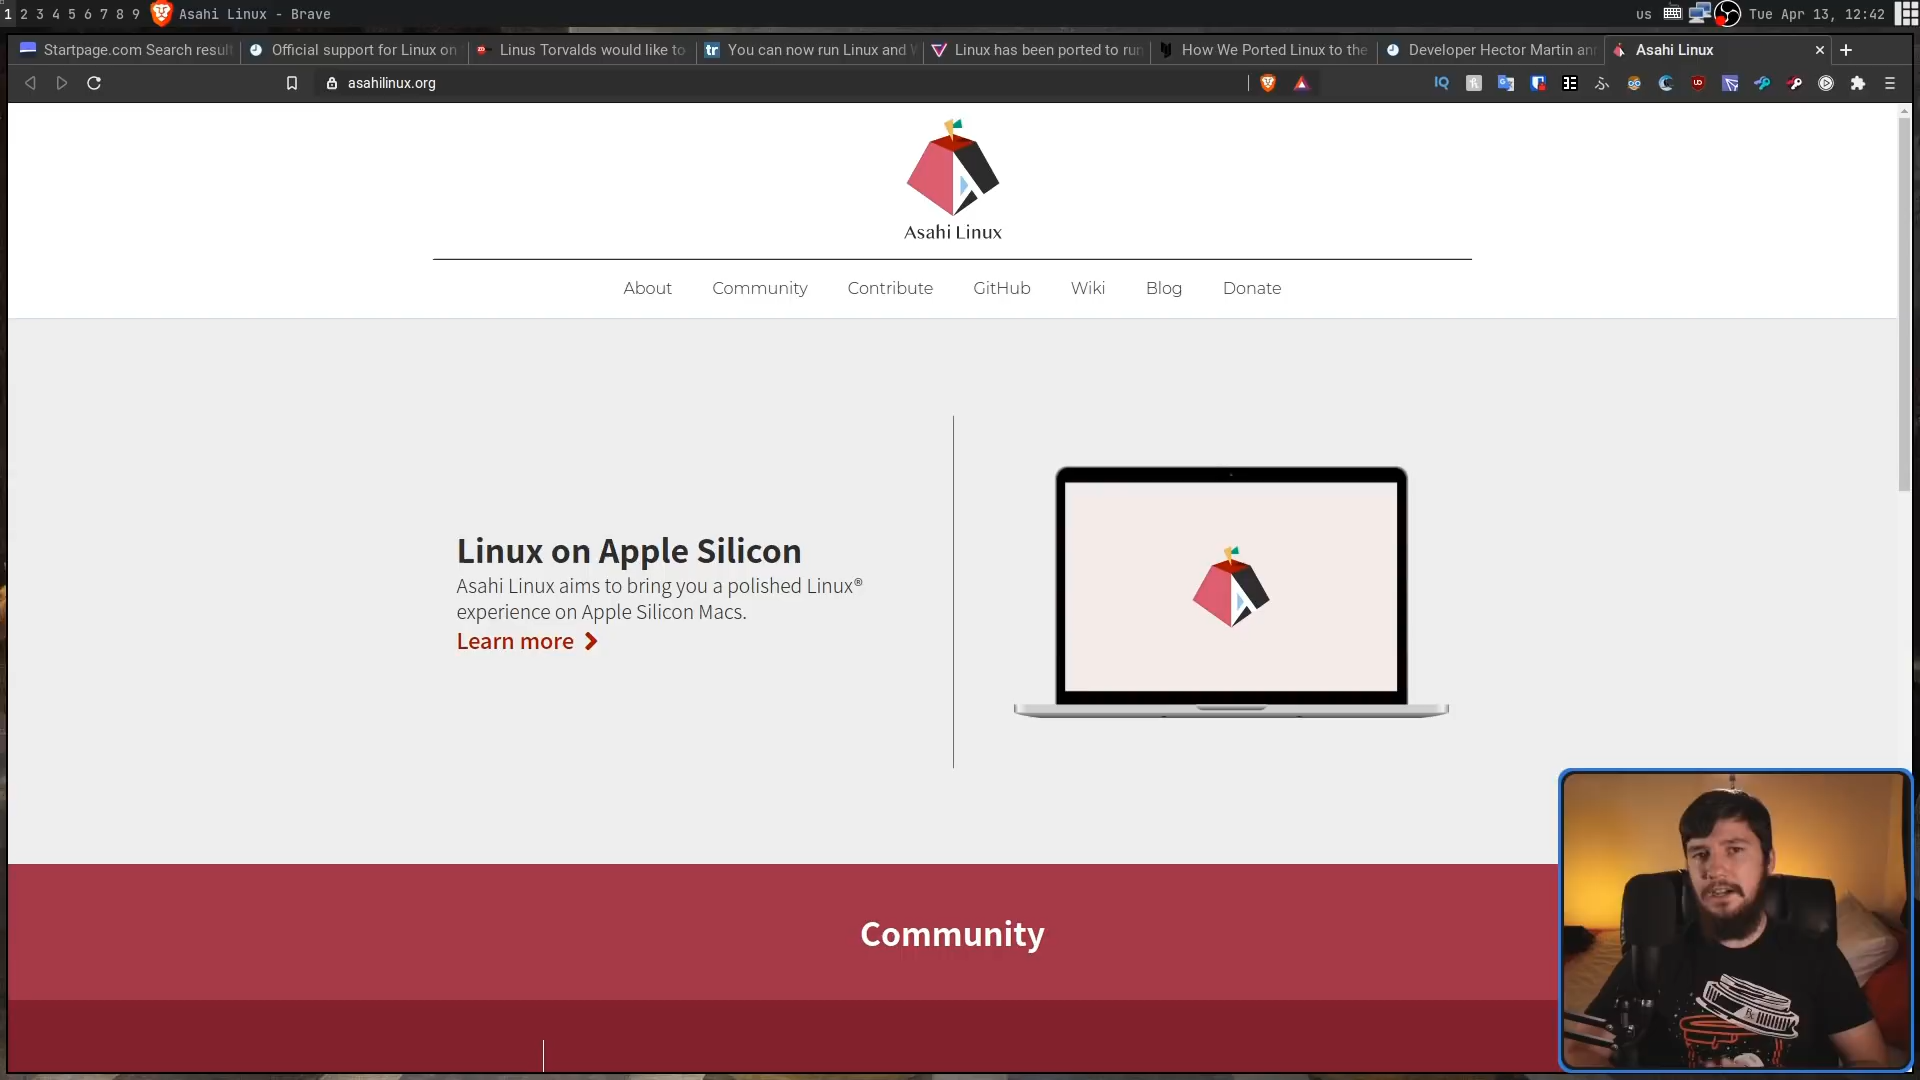 1 2 3 4 5 6 7 8 9 Asahi Linux - Brave us Tue Apr 13, 12:42
Startpage.com Search result Official support for Linux on Linus Torvalds would like to You can now run Linux and W Linux has been ported to run How We Ported Linux to the Developer Hector Martin ann Asahi Linux
asahilinux.org
Asahi Linux
About Community Contribute GitHub Wiki Blog Donate
Linux on Apple Silicon
Asahi Linux aims to bring you a polished Linux®
experience on Apple Silicon Macs.
Learn more
Community